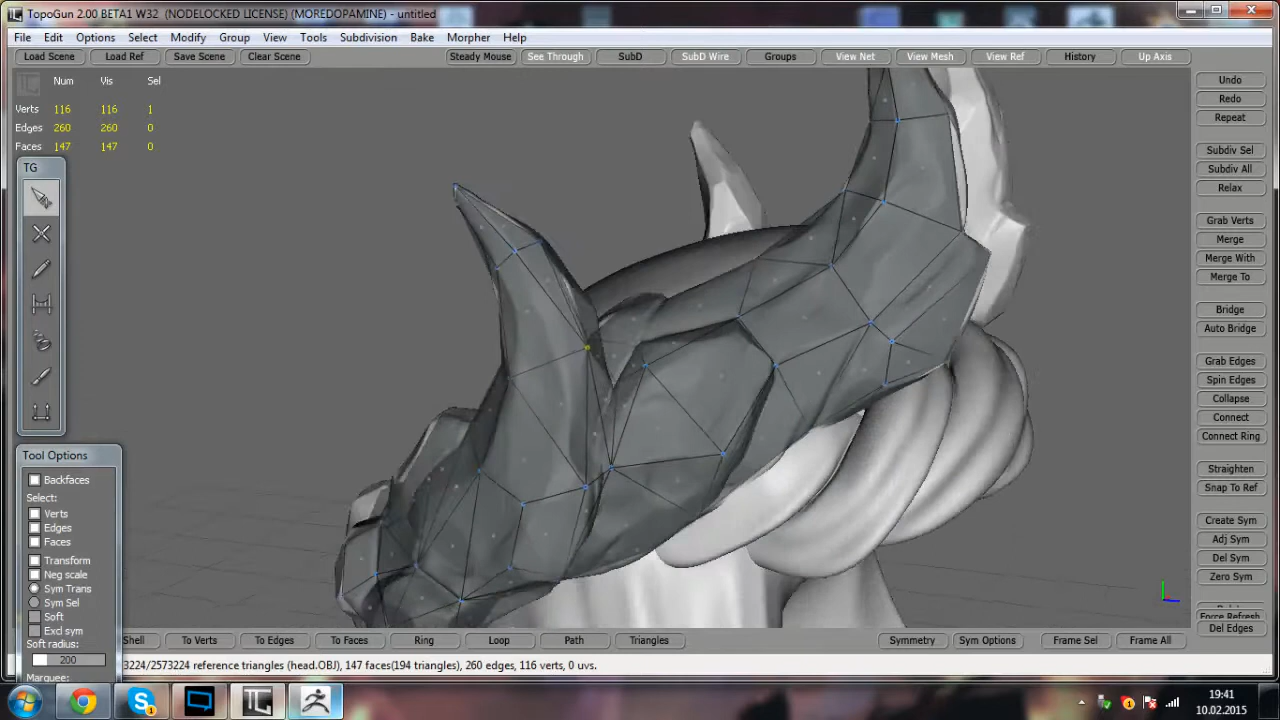 TopoGun 2.00 BETA1 W32 (NODELOCKED LICENSE) (MOREDOPAMINE) - untitled
File Edit Options Select Modify Group View Tools Subdivision Bake Morpher Help
Load Scene Load Ref Save Scene Clear Scene Steady Mouse See Through SubD SubD Wire Groups View Net View Mesh View Ref History Up Axis
Num Vis Sel
Verts 116 116 1
Edges 260 260 0
Faces 147 147 0
TG
Undo
Redo
Repeat
Subdiv Sel
Subdiv All
Relax
Grab Verts
Merge
Merge With
Merge To
Bridge
Auto Bridge
Grab Edges
Spin Edges
Collapse
Connect
Connect Ring
Straighten
Snap To Ref
Create Sym
Adj Sym
Del Sym
Zero Sym
Force Refresh
Del Edges
Tool Options
Backfaces
Select:
Verts
Edges
Faces
Transform
Neg scale
Sym Trans
Sym Sel
Soft
Excl sym
Soft radius:
200
Marquee:
Shell To Verts To Edges To Faces Ring Loop Path Triangles Symmetry Sym Options Frame Sel Frame All
3224/2573224 reference triangles (head.OBJ), 147 faces(194 triangles), 260 edges, 116 verts, 0 uvs.
19:41
10.02.2015